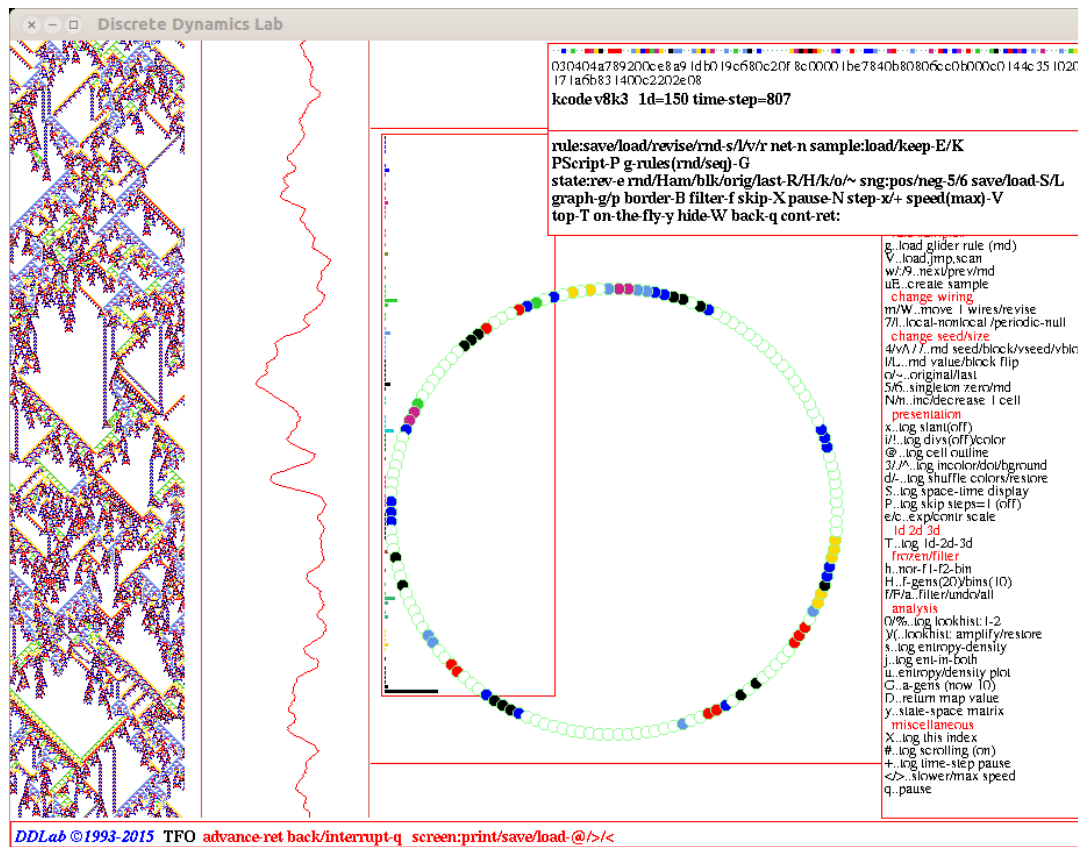 Discrete Dynamics Lab
kcode v8k3 1d=150 time-step=807
rule:save/load/revise/rnd-s/l/v/r net-n sample:load/keep-E/K
PScript-P g-rules(rnd/seq)-G
state:rev-e rnd/Ham/blk/orig/last-R/H/k/o/~ sng:pos/neg-5/6 save/load-S/L
graph-g/p border-B filter-f skip-X pause-N step-x/+ speed(max)-V
top-T on-the-fly-y hide-W back-q cont-ret:
g..load glider rule (rnd)
V..load,jmp,scan
w/:/9..next/prev/rnd
uE..create sample
change wiring
m/W..move 1 wires/revise
7/l..local-nonlocal /periodic-null
change seed/size
l/L..rnd value/block flip
o/~..original/last
5/6..singleton zero/rnd
N/n..inc/decrease 1 cell
presentation
x..tog slant(off)
i/!..tog divs(off)/color
@..tog cell outline
3/./^..tog incolor/dot/bground
d/-..tog shuffle colors/restore
S..tog space-time display
P..tog skip steps=1 (off)
e/c..exp/contr scale
1d 2d 3d
T..tog 1d-2d-3d
frozen/filter
h..nor-f1-f2-bin
H..f-gens(20)/bins(10)
f/F/a..filter/undo/all
analysis
0/%..tog lookhist: 1-2
)/(..lookhist: amplify/restore
s..tog entropy-density
j..tog ent-in-both
u..entropy/density plot
G..a-gens (now 10)
D..return map value
y..state-space matrix
miscellaneous
X..tog this index
#..tog scrolling (on)
+..tog time-step pause
</>..slower/max speed
q..pause
DDLab ©1993-2015 TFO advance-ret back/interrupt-q screen:print/save/load-@/>/<